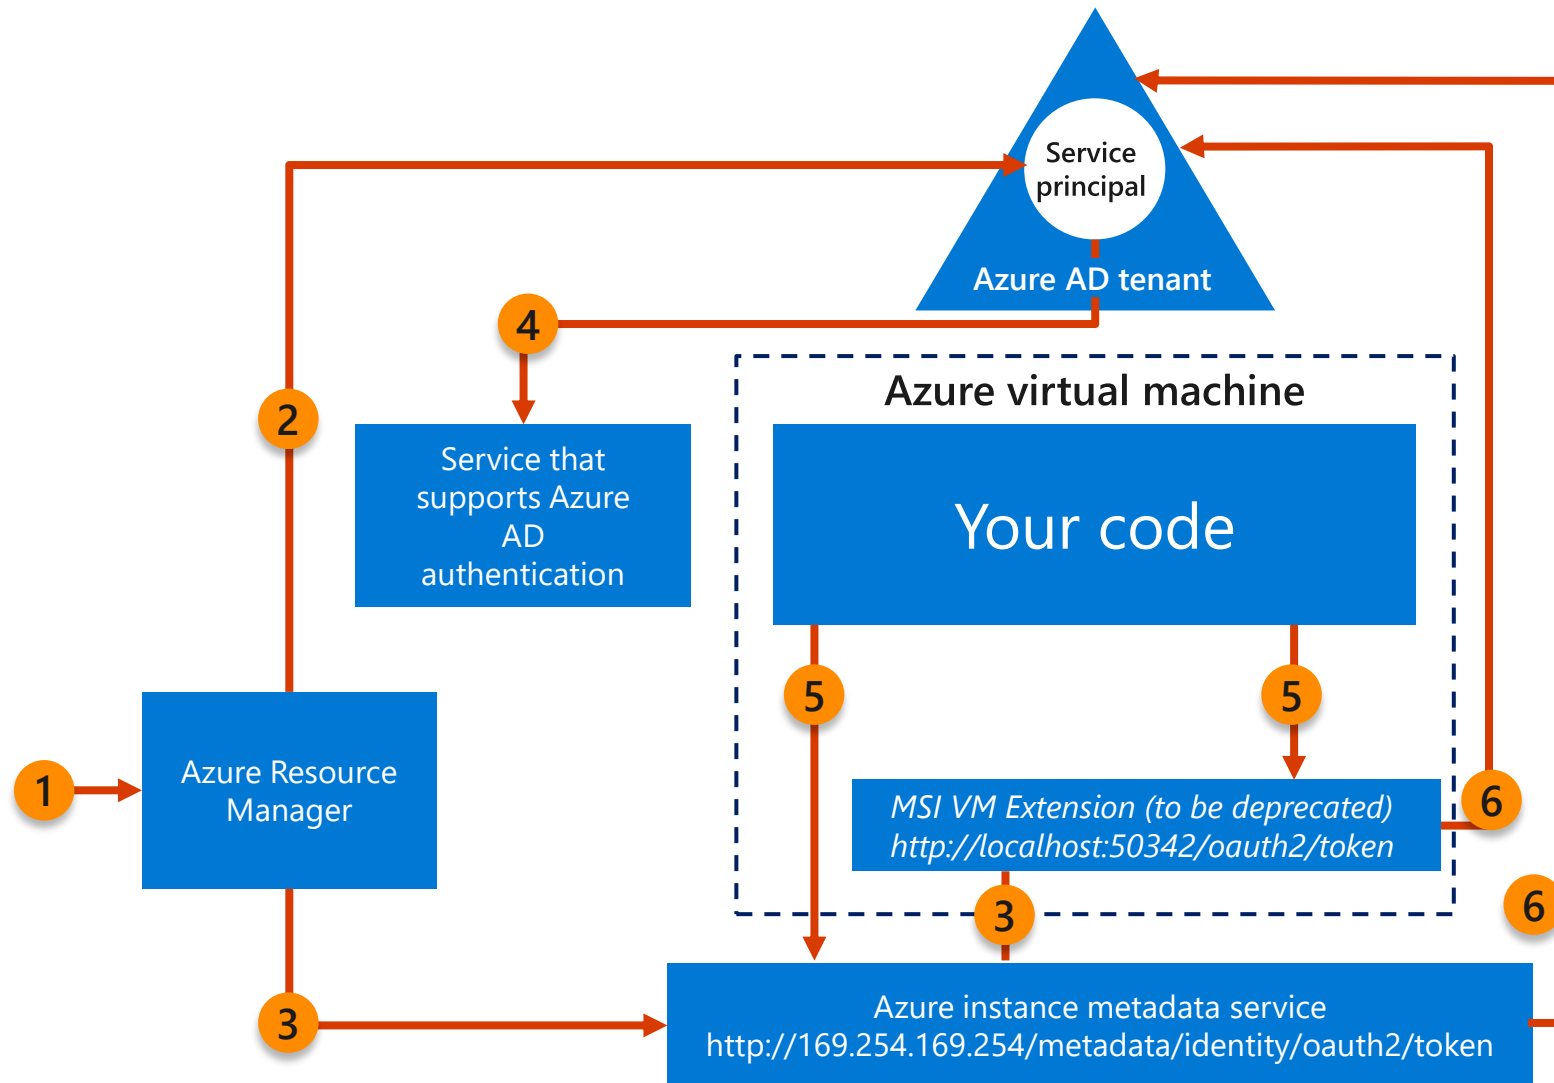 Service
principal
Azure AD tenant
4
Azure virtual machine
2
Service that
supports Azure
AD
authentication
Your code
5
5
Azure Resource
Manager
1
MSI VM Extension (to be deprecated)
http://localhost:50342/oauth2/token
6
3
6
Azure instance metadata service
http://169.254.169.254/metadata/identity/oauth2/token
3